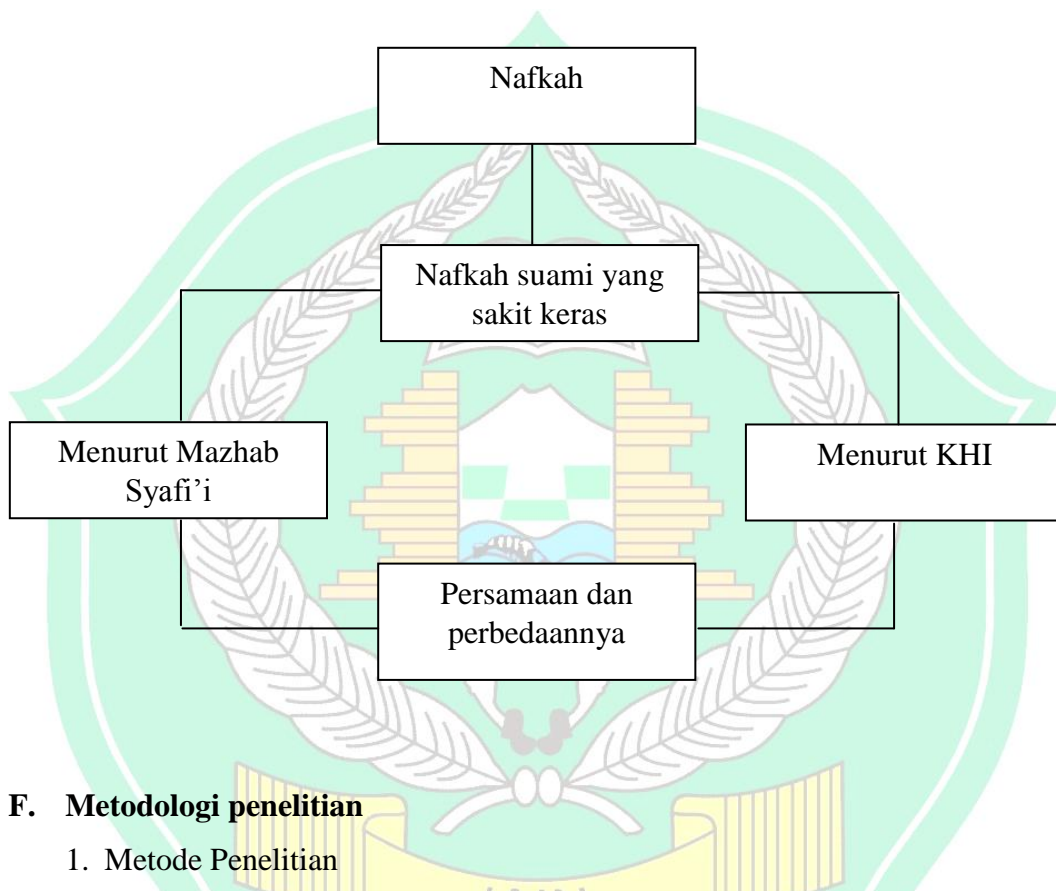 Nafkah
Nafkah suami yang
sakit keras
Menurut Mazhab
Syafi’i
Menurut KHI
Persamaan dan
perbedaannya
F. Metodologi penelitian
1. Metode Penelitian